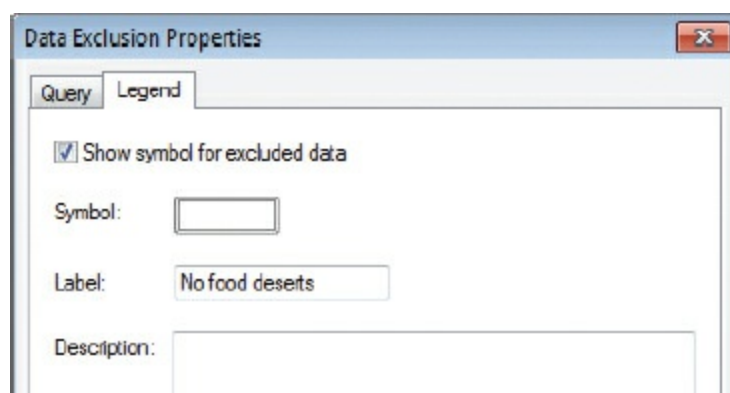 Data Exclusion Properties
Query Legend
Show symbol for excluded data
Symbol:
Label: No food deserts
Description: